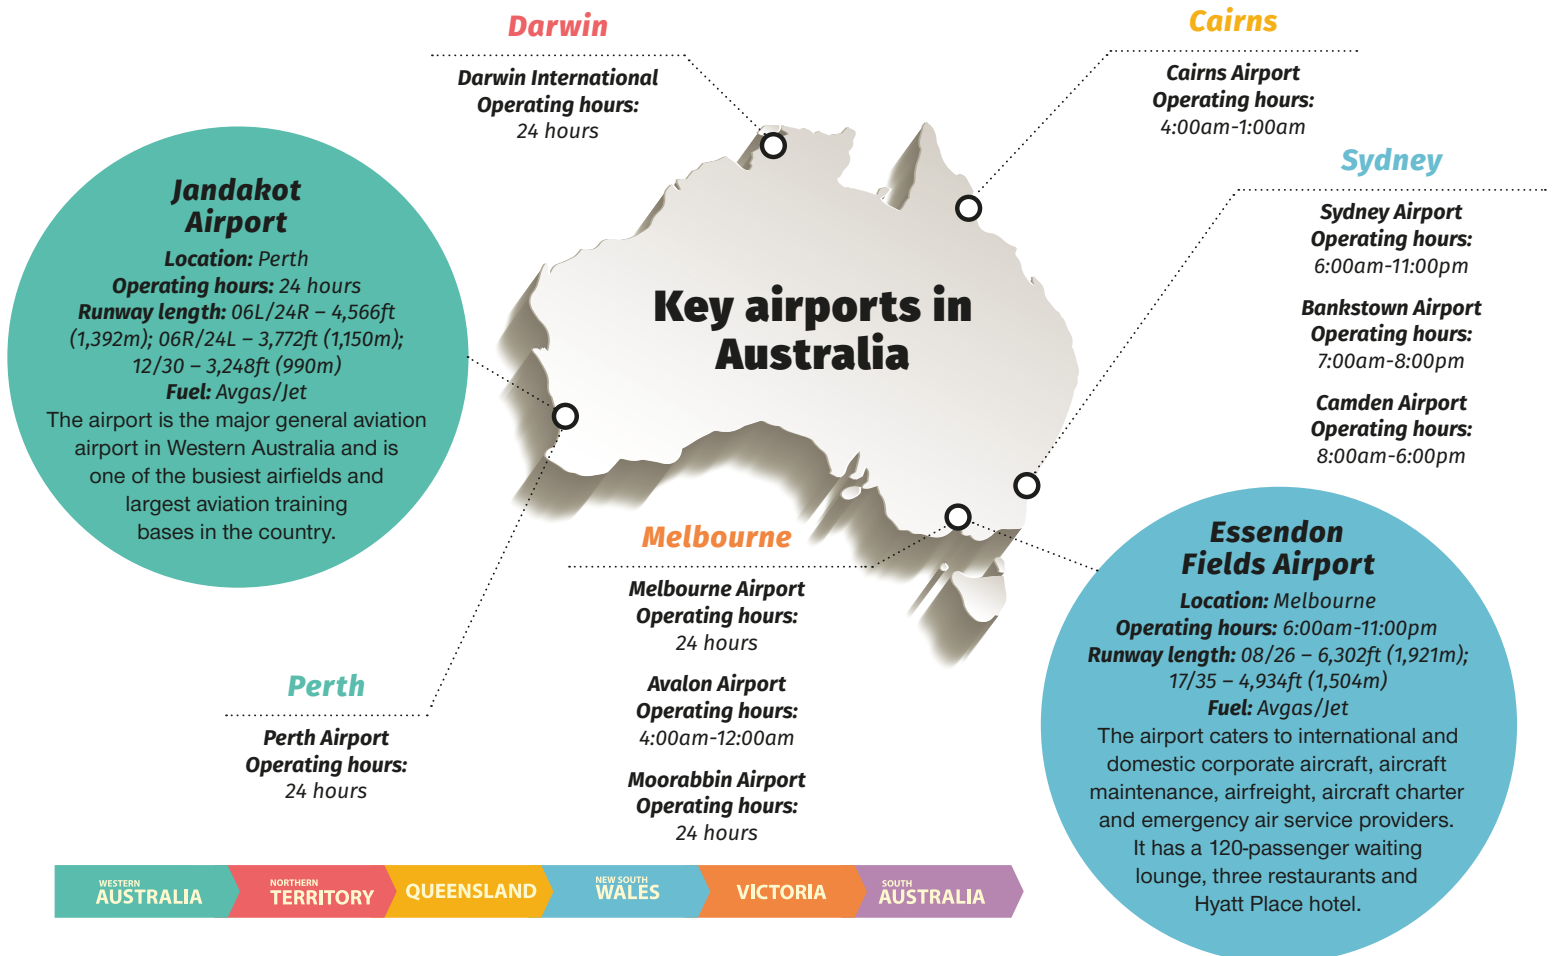 Darwin
Darwin International
Operating hours:
24 hours
Cairns
Cairns Airport
Operating hours:
4:00am-1:00am
Sydney
Sydney Airport
Operating hours:
6:00am-11:00pm
Bankstown Airport
Operating hours:
7:00am-8:00pm
Camden Airport
Operating hours:
8:00am-6:00pm
Jandakot
Airport
Location: Perth
Operating hours: 24 hours
Runway length: 06L/24R – 4,566ft
(1,392m); 06R/24L – 3,772ft (1,150m);
12/30 – 3,248ft (990m)
Fuel: Avgas/Jet
The airport is the major general aviation
airport in Western Australia and is
one of the busiest airfields and
largest aviation training
bases in the country.
Key airports in
Australia
Melbourne
Melbourne Airport
Operating hours:
24 hours
Avalon Airport
Operating hours:
4:00am-12:00am
Moorabbin Airport
Operating hours:
24 hours
Perth
Perth Airport
Operating hours:
24 hours
Essendon
Fields Airport
Location: Melbourne
Operating hours: 6:00am-11:00pm
Runway length: 08/26 – 6,302ft (1,921m);
17/35 – 4,934ft (1,504m)
Fuel: Avgas/Jet
The airport caters to international and
domestic corporate aircraft, aircraft
maintenance, airfreight, aircraft charter
and emergency air service providers.
It has a 120-passenger waiting
lounge, three restaurants and
Hyatt Place hotel.
WESTERN
AUSTRALIA
NORTHERN
TERRITORY
QUEENSLAND
NEW SOUTH
WALES
VICTORIA
SOUTH
AUSTRALIA